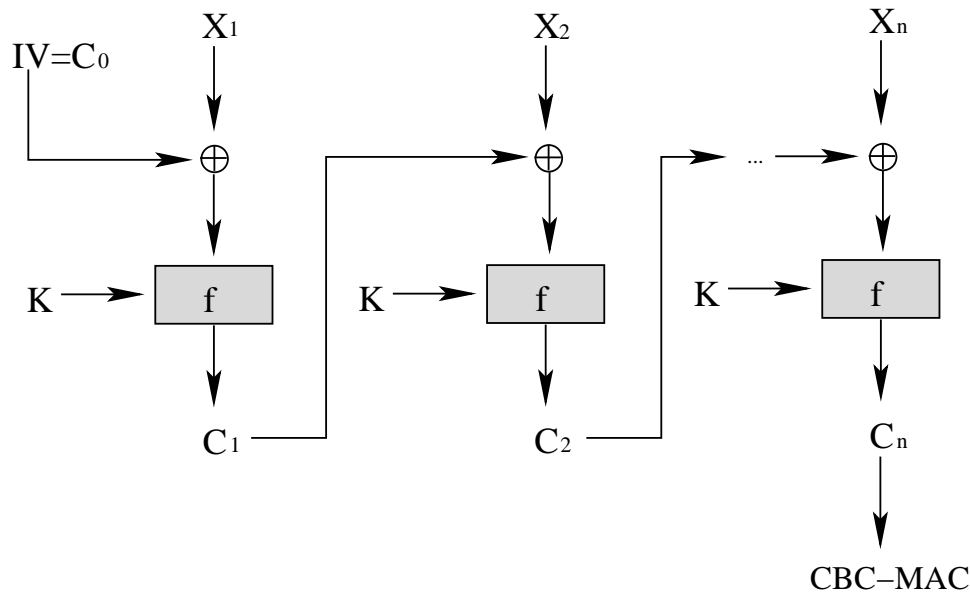 X1 X2 Xn
IV=C0
...
K f K f K f
C1 C2 Cn
CBC–MAC